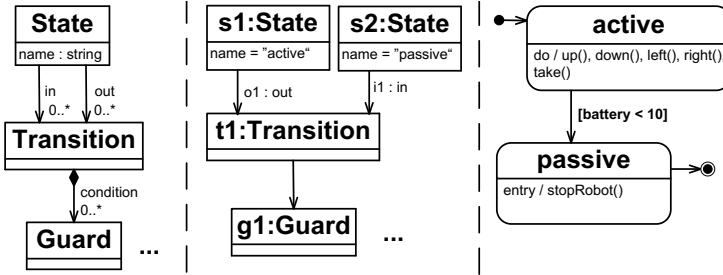 State
name : string
in
out
0..*
0..*
Transition
condition
0..*
Guard
...
s1:State
name = ”active“
s2:State
name = ”passive“
o1 : out
i1 : in
t1:Transition
g1:Guard
...
active
do / up(), down(), left(), right(),
take()
[battery < 10]
passive
entry / stopRobot()